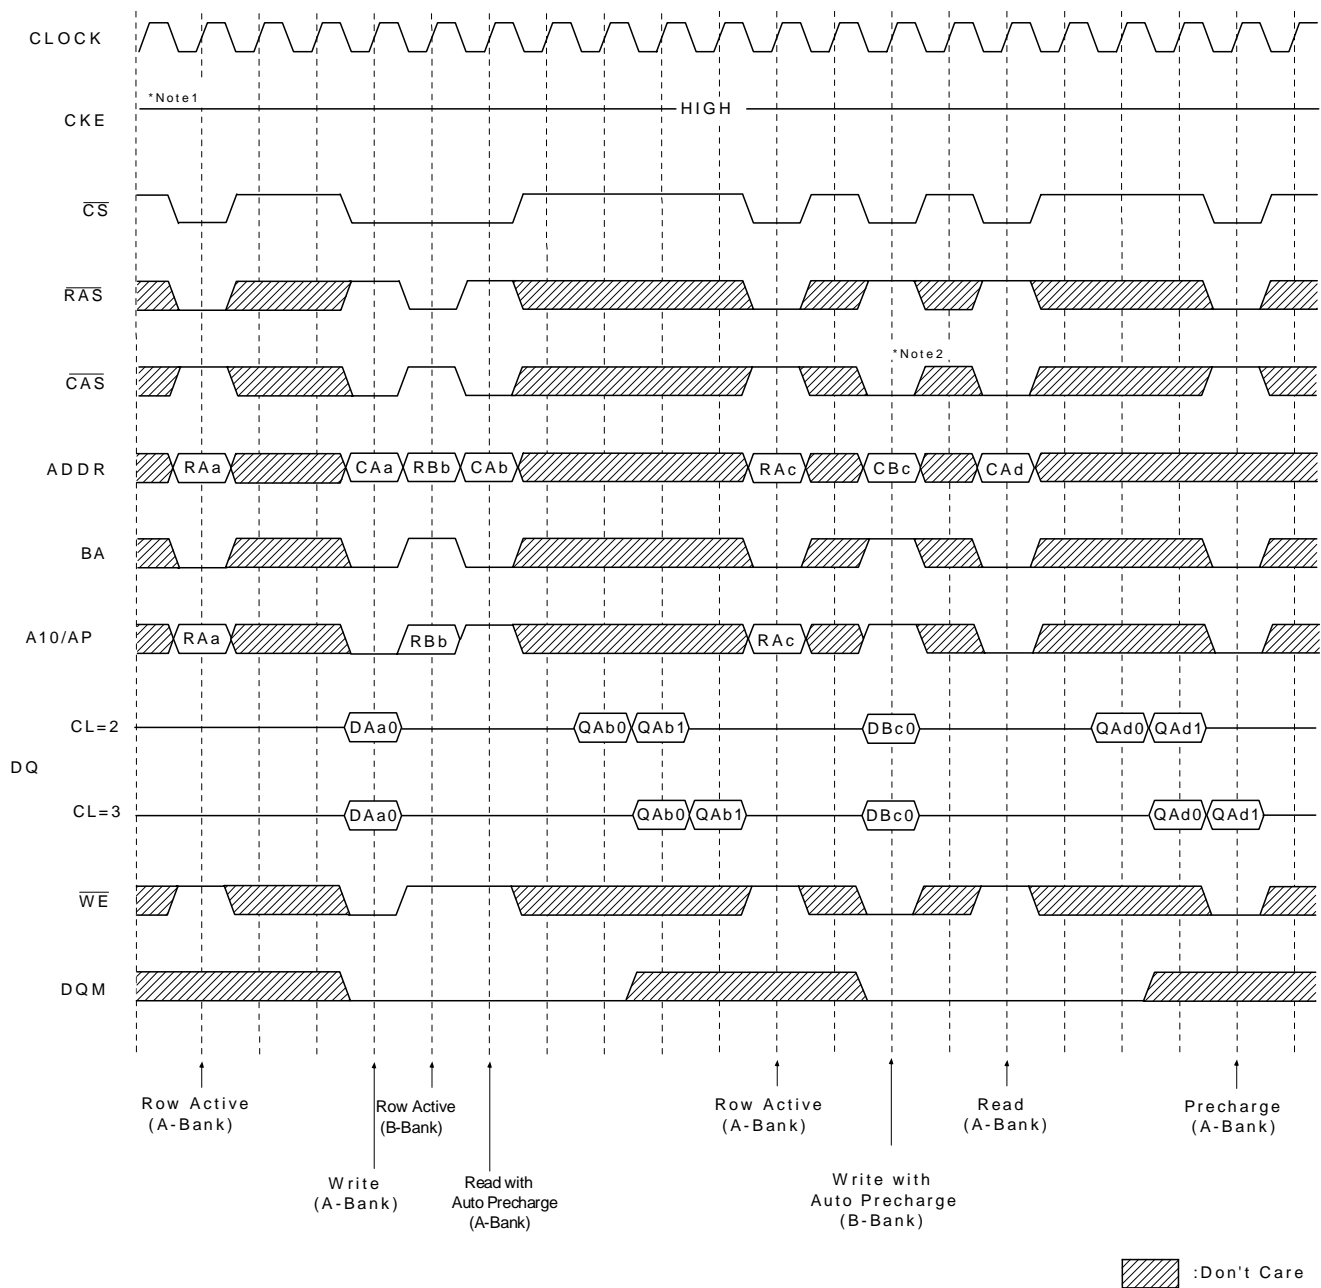 CLOCK
*Note1
HIGH
CKE
CS
RAS
*Note2
CAS
ADDR RAa CAa RBb CAb RAc CBc CAd
BA
A10/AP RAa RBb RAc
CL=2 DAa0 QAb0 QAb1 DBc0 QAd0 QAd1
DQ
CL=3 DAa0 QAb0 QAb1 DBc0 QAd0 QAd1
WE
DQM
Row Active
(A-Bank)
Row Active
(B-Bank)
Row Active
(A-Bank)
Read
(A-Bank)
Precharge
(A-Bank)
Write
(A-Bank)
Read with
Auto Precharge
(A-Bank)
Write with
Auto Precharge
(B-Bank)
:Don't Care